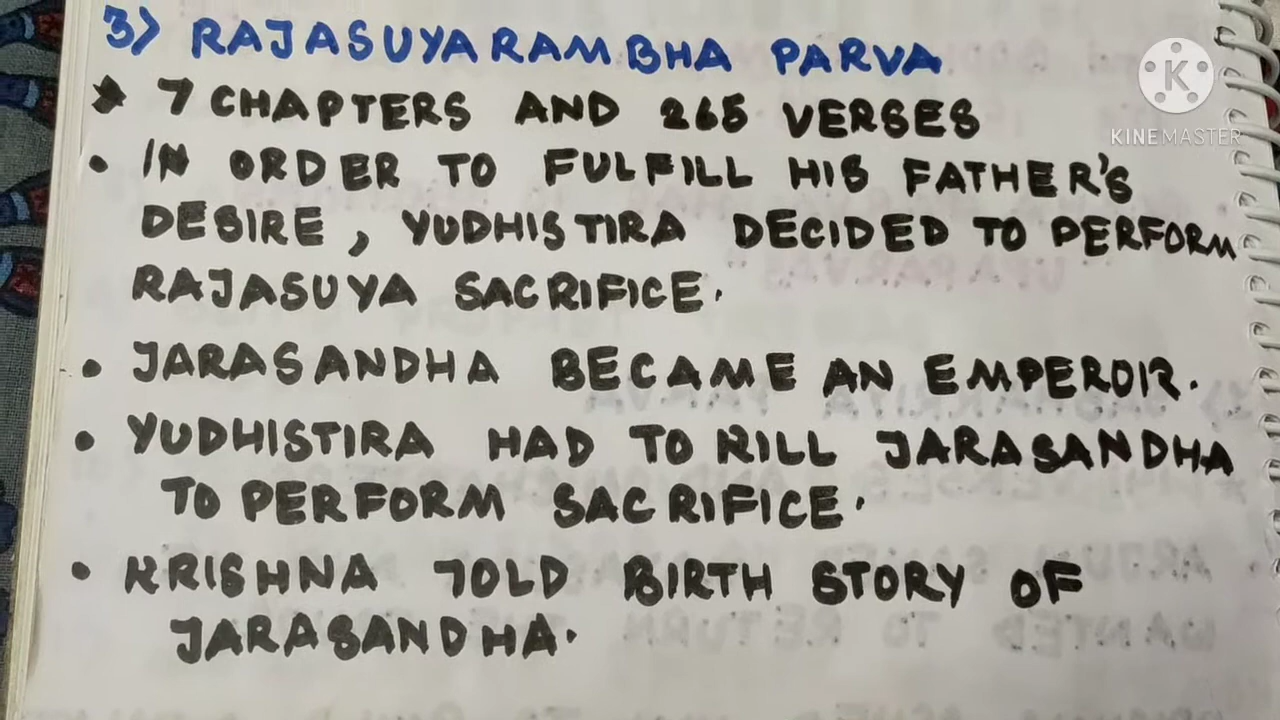 3) RAJASUYARAMBHA PARVA
* 7 CHAPTERS AND 265 VERSES
• IN ORDER TO FULFILL HIS FATHER'S
DESIRE, YUDHISTIRA DECIDED TO PERFORM
RAJASUYA SACRIFICE.
• JARASANDHA BECAME AN EMPEROR.
• YUDHISTIRA HAD TO KILL JARASANDHA
TO PERFORM SACRIFICE.
• KRISHNA TOLD BIRTH STORY OF
JARASANDHA.
K
KINEMASTER